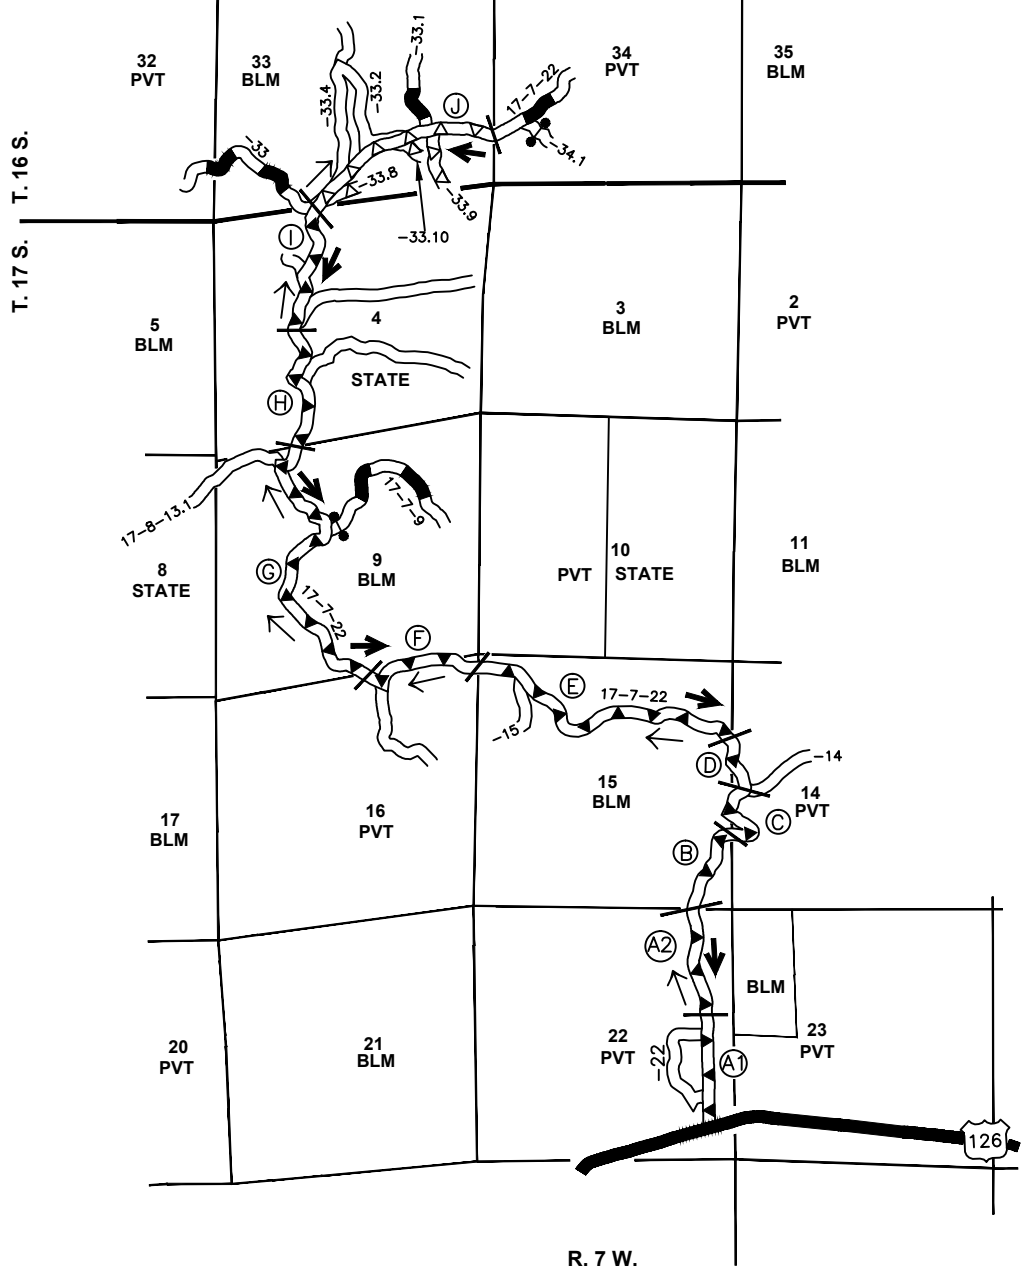 -33.1
32
PVT
33
BLM
34
PVT
35
BLM
-33.4
-33.2
J
17-7-22
-34.1
-33
-33.8
-33.9
-33.10
T. 16 S.
T. 17 S.
I
5
BLM
4
STATE
3
BLM
2
PVT
H
17-8-13.1
17-7-9
8
STATE
G
9
BLM
PVT
10
STATE
11
BLM
17-7-22
F
E
17-7-22
-15
D
-14
15
BLM
14
PVT
C
17
BLM
16
PVT
B
A2
BLM
20
PVT
21
BLM
22
PVT
-22
A1
23
PVT
126
R. 7 W.